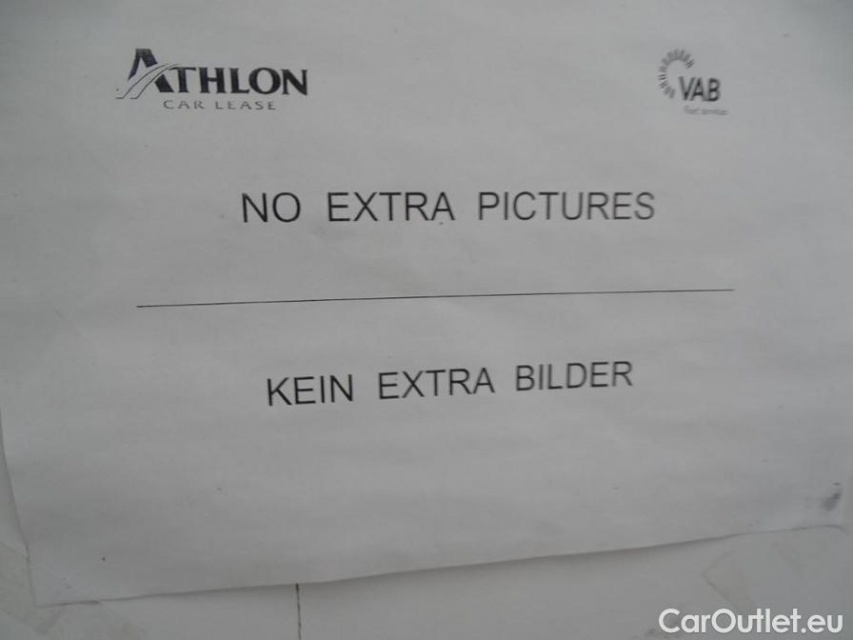 ATHLON
CAR LEASE
VAB
NO EXTRA PICTURES
KEIN EXTRA BILDER
CarOutlet.eu